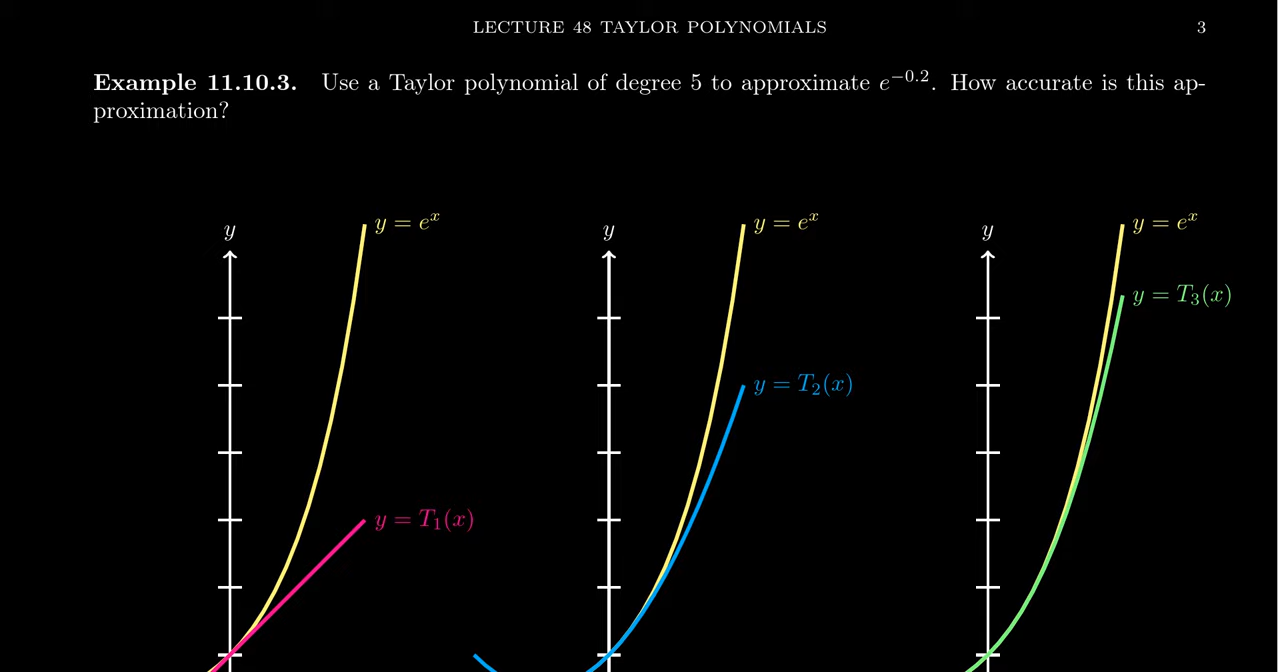 LECTURE 48 TAYLOR POLYNOMIALS 3
Example 11.10.3. Use a Taylor polynomial of degree 5 to approximate e^{−0.2}. How accurate is this ap-
proximation?
y y = e^x y y = e^x y y = e^x
y = T_3(x)
y = T_2(x)
y = T_1(x)